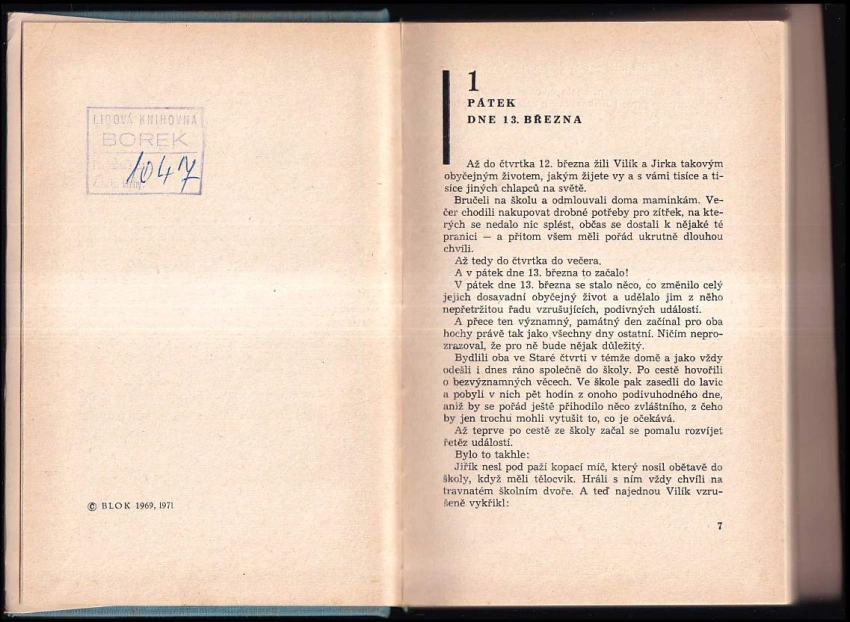 LIDOVÁ KNIHOVNA
BOREK
1047
© BLOK 1969, 1971
1
PÁTEK
DNE 13. BŘEZNA
Až do čtvrtka 12. března žili Vilík a Jirka takovým
obyčejným životem, jakým žijete vy a s vámi tisíce a ti-
síce jiných chlapců na světě.
Bručeli na školu a odmlouvali doma maminkám. Ve-
čer chodili nakupovat drobné potřeby pro zítřek, na kte-
rých se nedalo nic splést, občas se dostali k nějaké té
pranici — a přitom všem měli pořád ukrutně dlouhou
chvíli.
Až tedy do čtvrtka do večera.
A v pátek dne 13. března to začalo!
V pátek dne 13. března se stalo něco, co změnilo celý
jejich dosavadní obyčejný život a udělalo jim z něho
nepřetržitou řadu vzrušujících, podivných událostí.
A přece ten významný, památný den začínal pro oba
hochy právě tak jako všechny dny ostatní. Ničím nepro-
zrazoval, že pro ně bude nějak důležitý.
Bydlili oba ve Staré čtvrti v témže domě a jako vždy
odešli i dnes ráno společně do školy. Po cestě hovořili
o bezvýznamných věcech. Ve škole pak zasedli do lavic
a pobyli v nich pět hodin z onoho podivuhodného dne,
aniž by se pořád ještě přihodilo něco zvláštního, z čeho
by jen trochu mohli vytušit to, co je očekává.
Až teprve po cestě ze školy začal se pomalu rozvíjet
řetěz událostí.
Bylo to takhle:
Jiřík nesl pod paží kopací míč, který nosil obětavě do
školy, když měli tělocvik. Hráli s ním vždy chvíli na
travnatém školním dvoře. A teď najednou Vilík vzru-
šeně vykřikl:
7